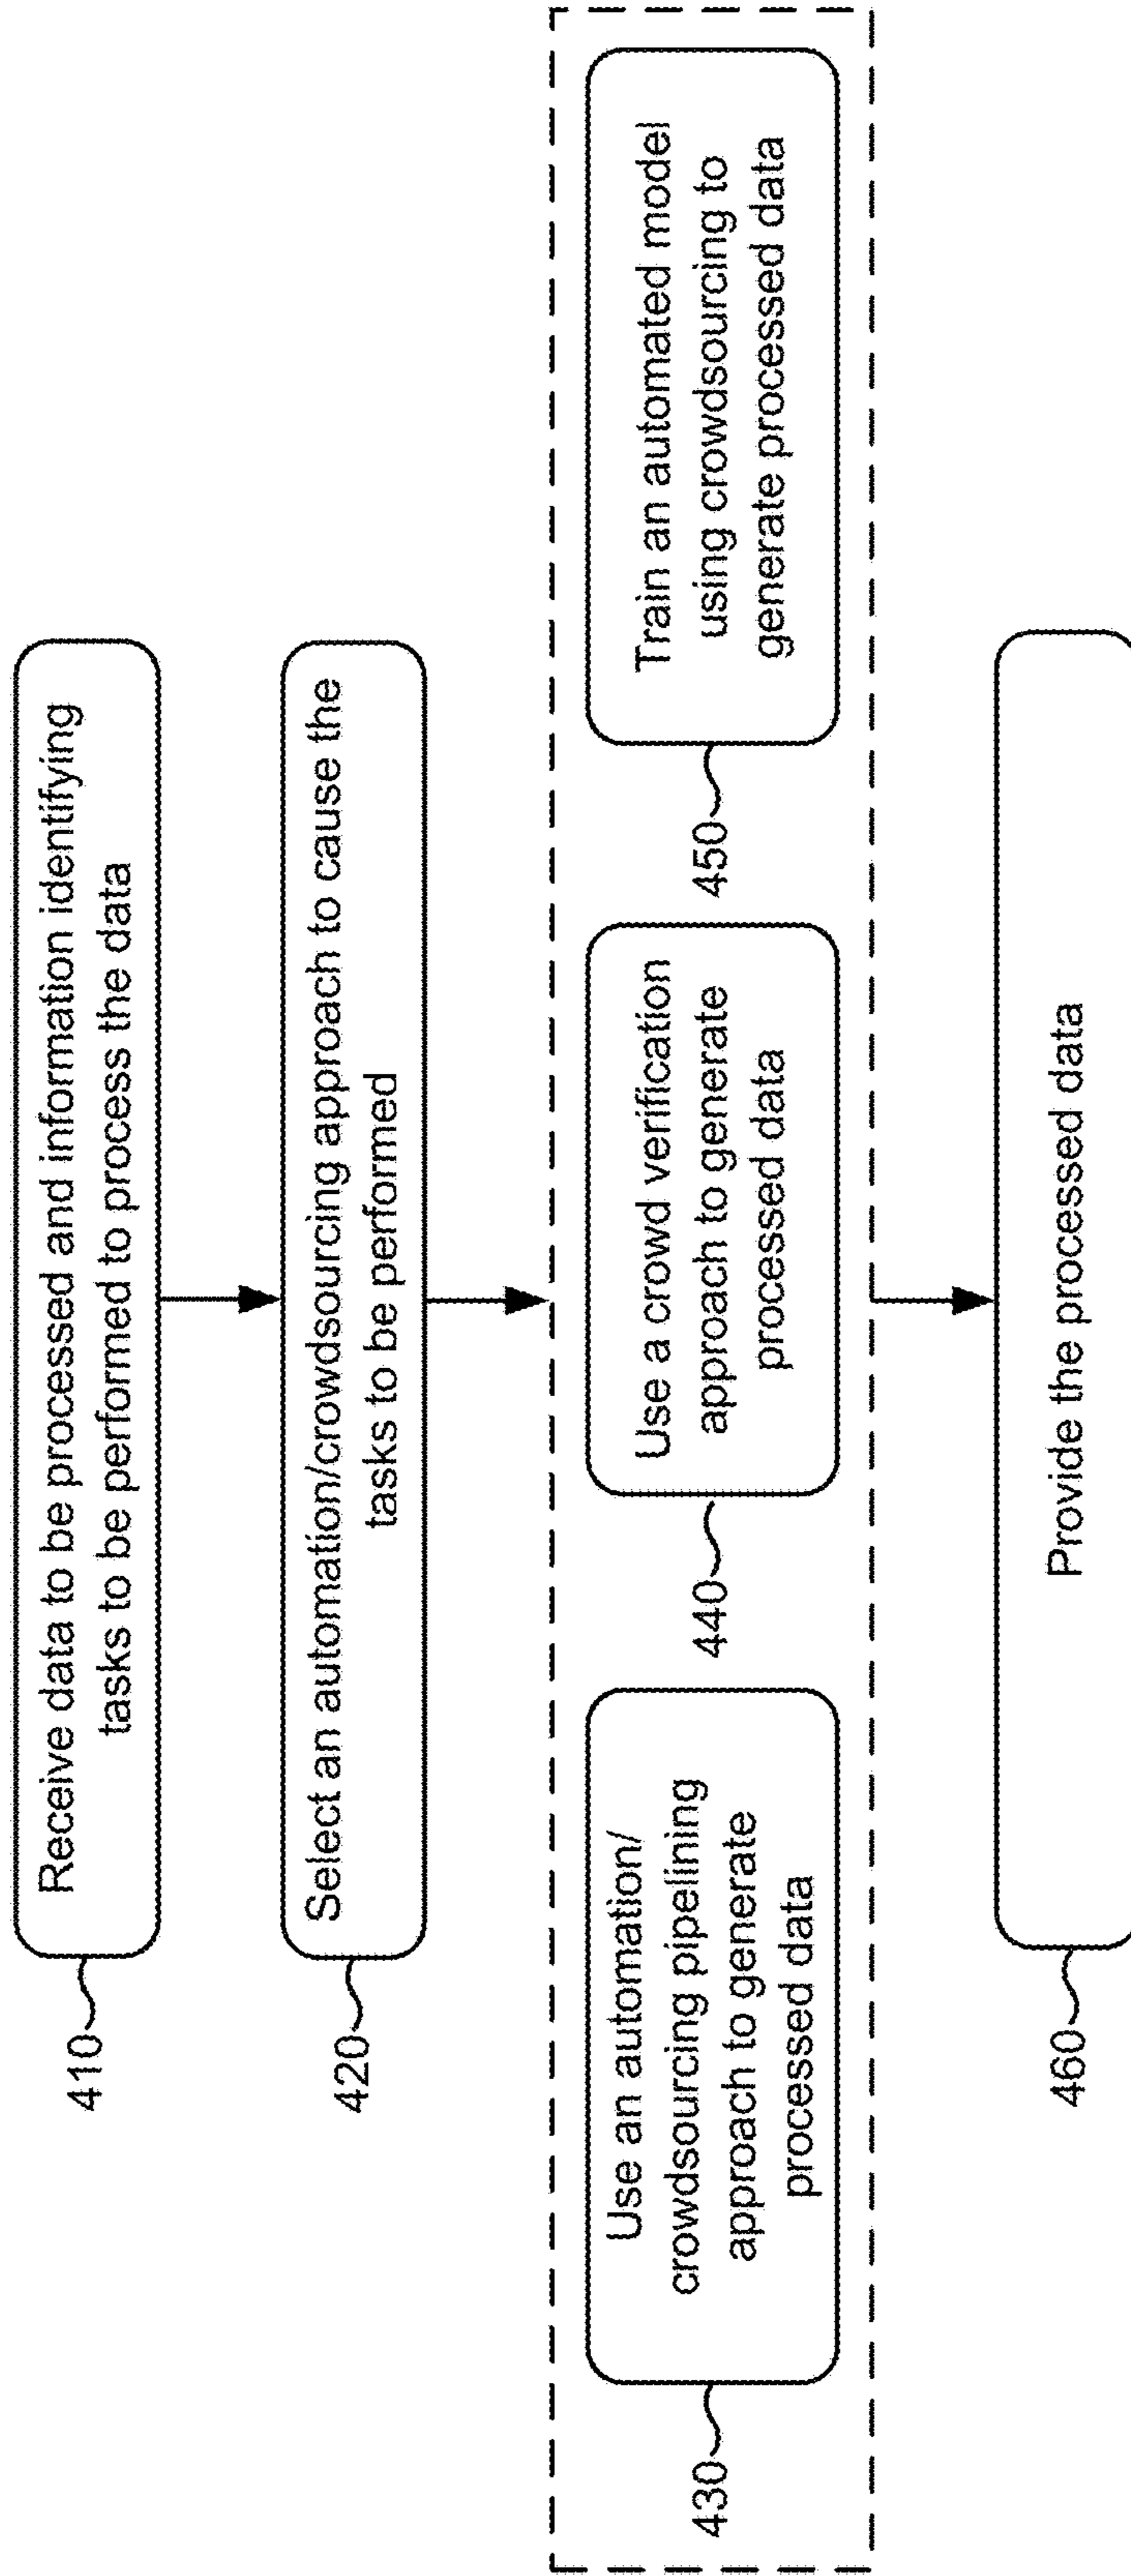 410
Receive data to be processed and information identifying
tasks to be performed to process the data
420
Select an automation/crowdsourcing approach to cause the
tasks to be performed
430
Use an automation/
crowdsourcing pipelining
approach to generate
processed data
440
Use a crowd verification
approach to generate
processed data
450
Train an automated model
using crowdsourcing to
generate processed data
460
Provide the processed data